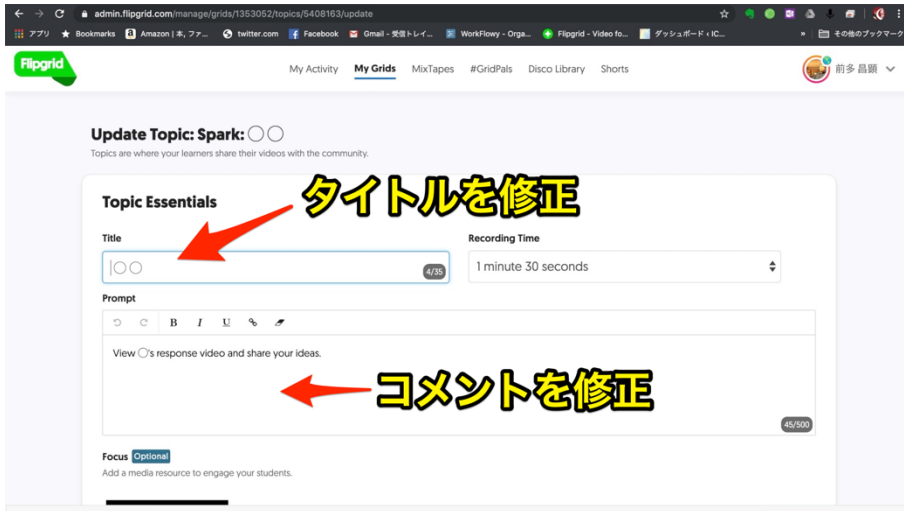 admin.flipgrid.com/manage/grids/1353052/topics/5408163/update
アプリ Bookmarks Amazon | 本, ファ... twitter.com Facebook Gmail - 受信トレイ... WorkFlowy - Orga... Flipgrid - Video fo... ダッシュボード ‹ IC... » その他のブックマーク
Flipgrid My Activity My Grids MixTapes #GridPals Disco Library Shorts 前多 昌顕
Update Topic: Spark: ○○
Topics are where your learners share their videos with the community.
Topic Essentials
タイトルを修正
Title Recording Time
○○ 4/35 1 minute 30 seconds
Prompt
B I U
View ○'s response video and share your ideas.
コメントを修正
45/500
Focus Optional
Add a media resource to engage your students.